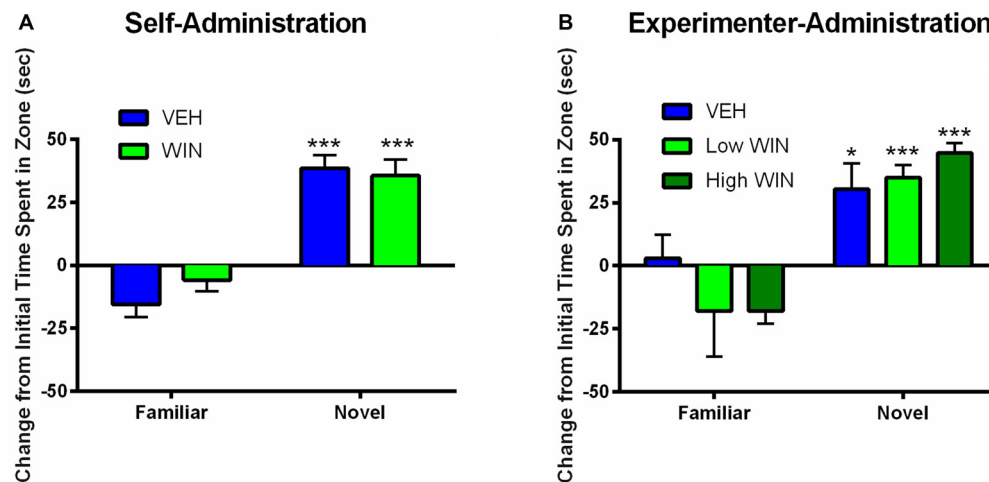 A
Self-Administration
Change from Initial Time Spent in Zone (sec)
VEH
WIN
50
25
0
-25
-50
***
***
Familiar
Novel
B
Experimenter-Administration
Change from Initial Time Spent in Zone (sec)
VEH
Low WIN
High WIN
50
25
0
-25
-50
*
***
***
Familiar
Novel